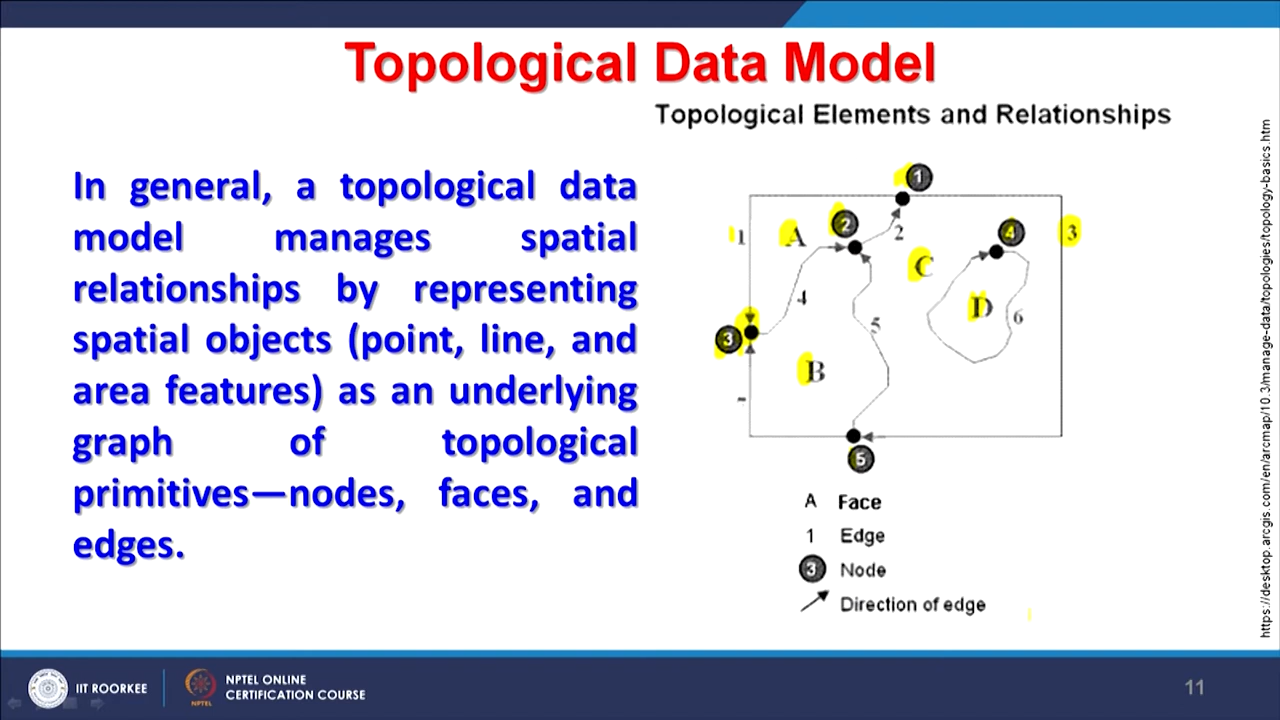 Topological Data Model
Topological Elements and Relationships
In general, a topological data
model manages spatial
relationships by representing
spatial objects (point, line, and
area features) as an underlying
graph of topological
primitives—nodes, faces, and
edges.
1
1
A
2
2
4
3
C
4
3
5
D
6
B
5
A Face
1 Edge
3 Node
Direction of edge
https://desktop.arcgis.com/en/arcmap/10.3/manage-data/topologies/topology-basics.htm
IIT ROORKEE
NPTEL
NPTEL ONLINE
CERTIFICATION COURSE
11